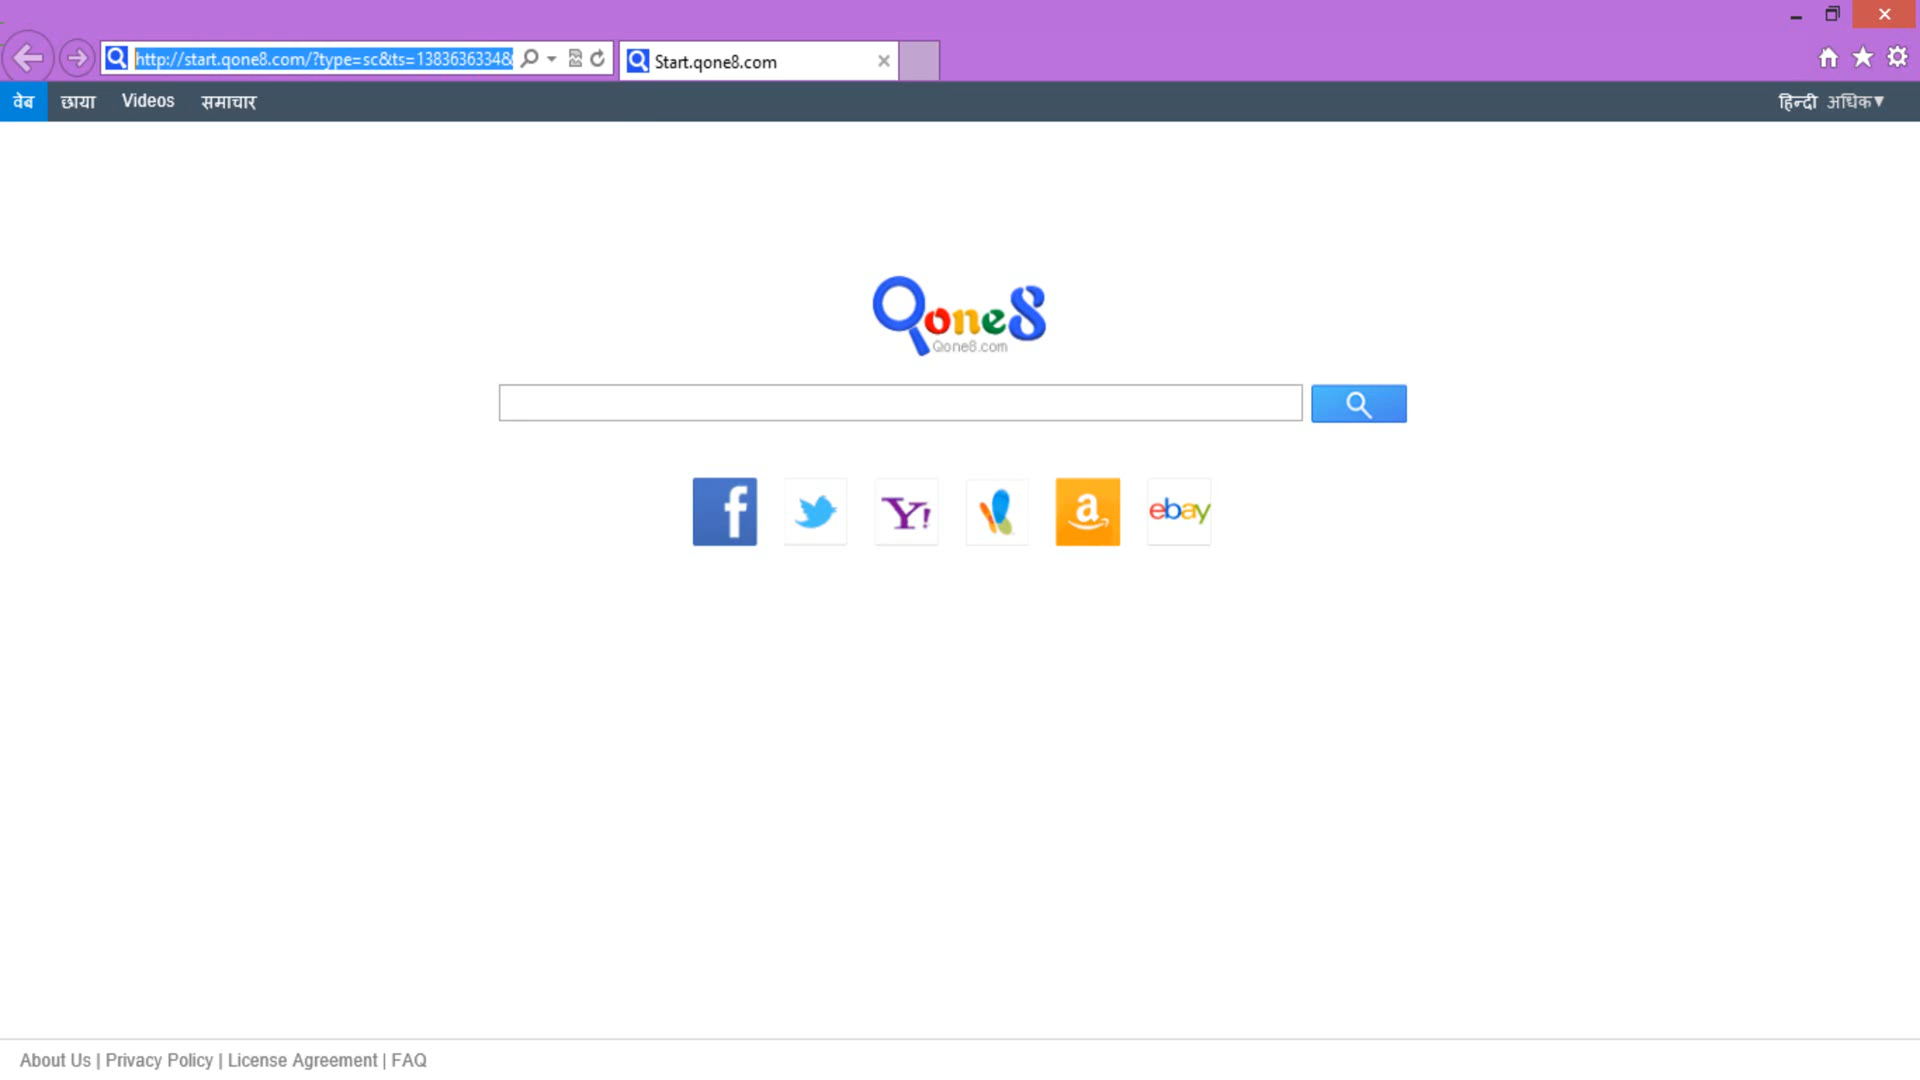 http://start.qone8.com/?type=sc&ts=1383636334&
Start.qone8.com
वेब छाया Videos समाचार
हिन्दी अधिक▼
Qone8
Qone8.com
f
Y!
a
ebay
About Us | Privacy Policy | License Agreement | FAQ